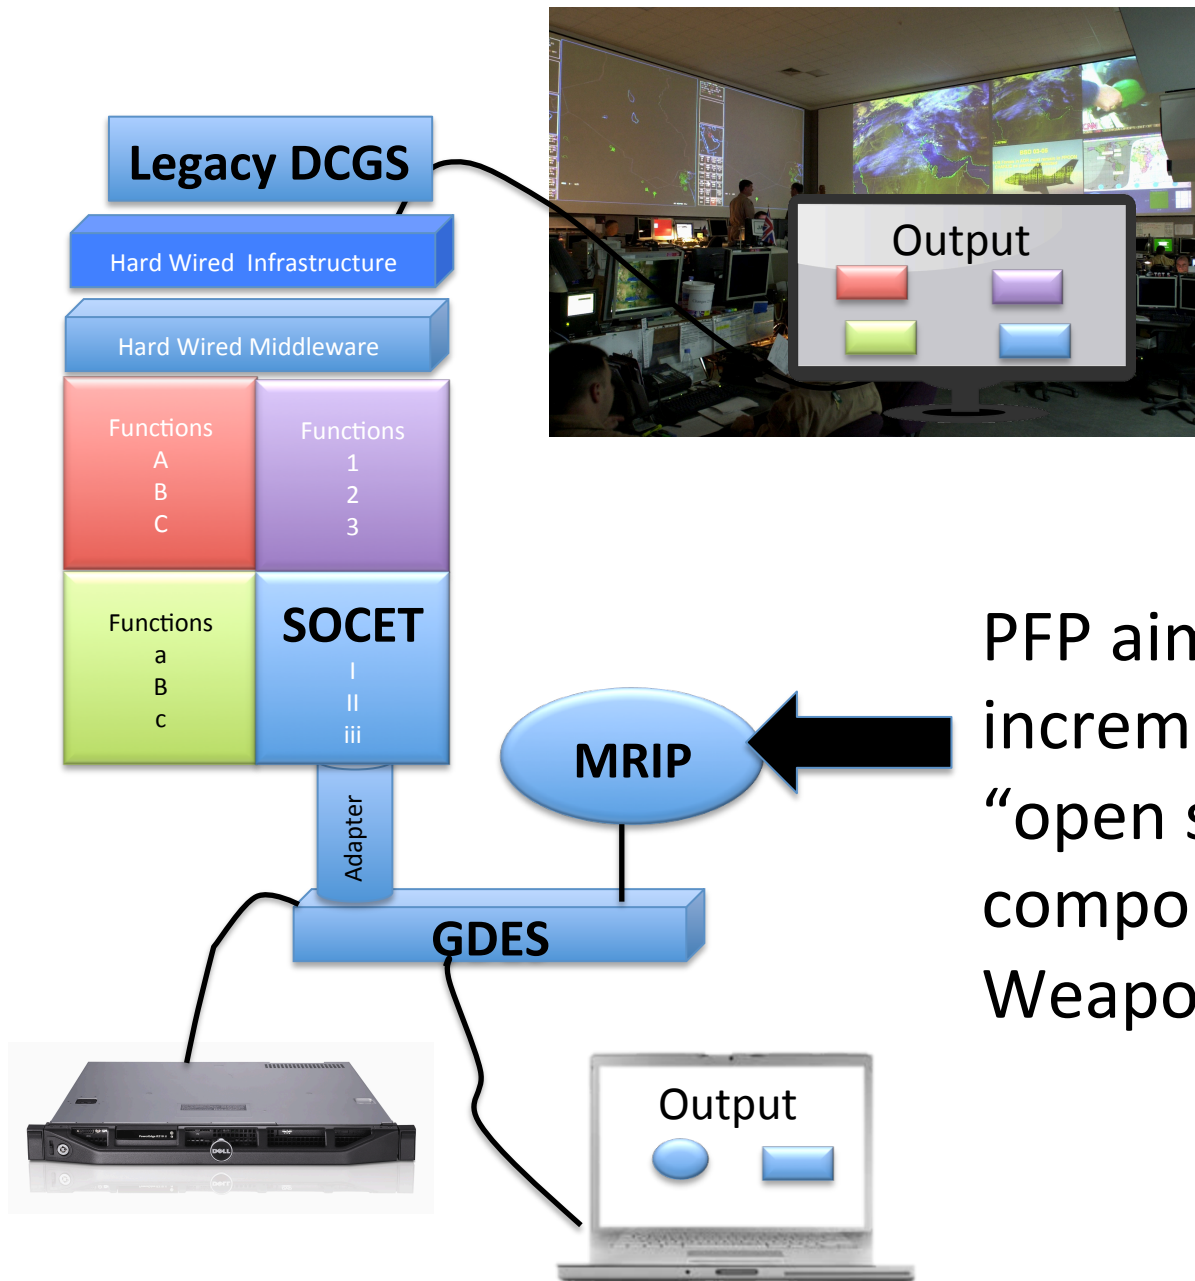 Legacy DCGS
Hard Wired Infrastructure
Hard Wired Middleware
Functions
A
B
C
Functions
1
2
3
Functions
a
B
c
SOCET
I
II
iii
Adapter
GDES
MRIP
Output
PFP
increm
“open
compo
Weapo
Output
DELL